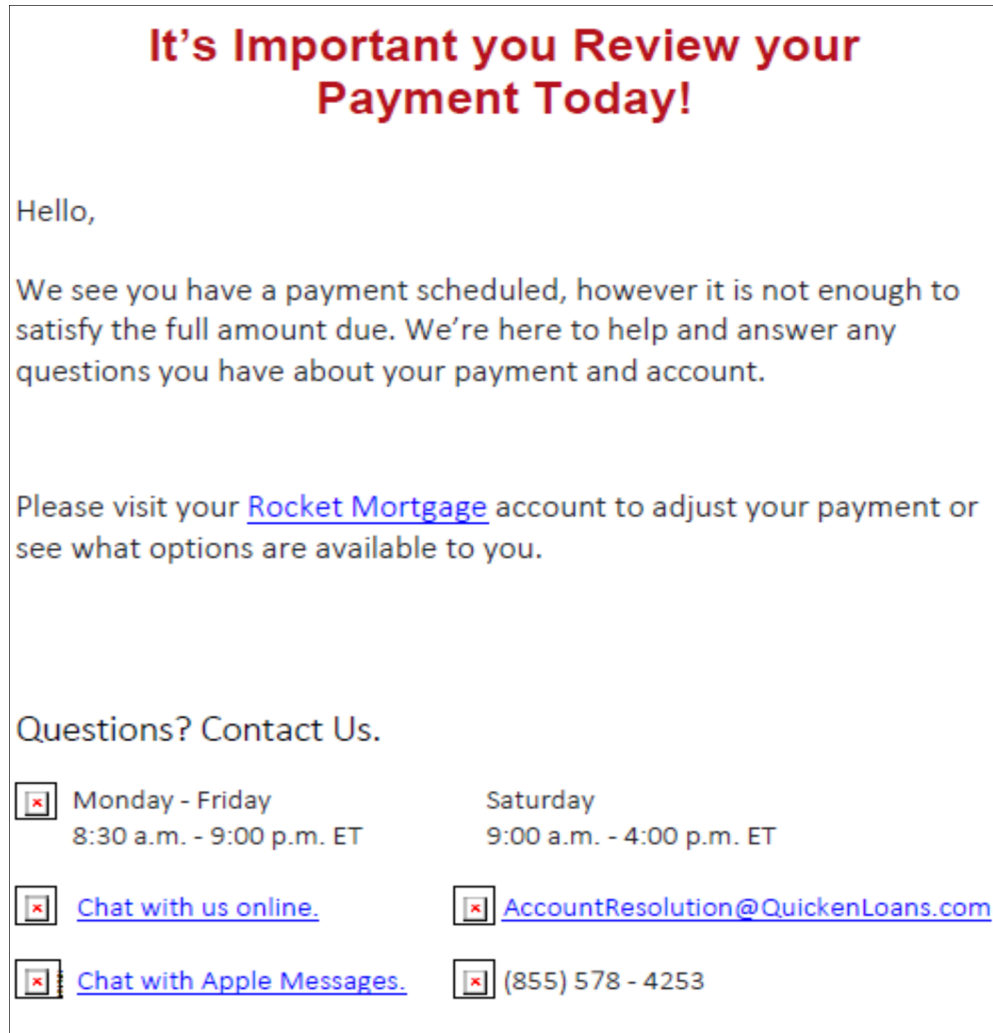 It's Important you Review your
Payment Today!
Hello,
We see you have a payment scheduled, however it is not enough to
satisfy the full amount due. We're here to help and answer any
questions you have about your payment and account.
Please visit your Rocket Mortgage account to adjust your payment or
see what options are available to you.
Questions? Contact Us.
Monday - Friday
8:30 a.m. - 9:00 p.m. ET
Saturday
9:00 a.m. - 4:00 p.m. ET
Chat with us online.
AccountResolution@QuickenLoans.com
Chat with Apple Messages.
(855) 578 - 4253